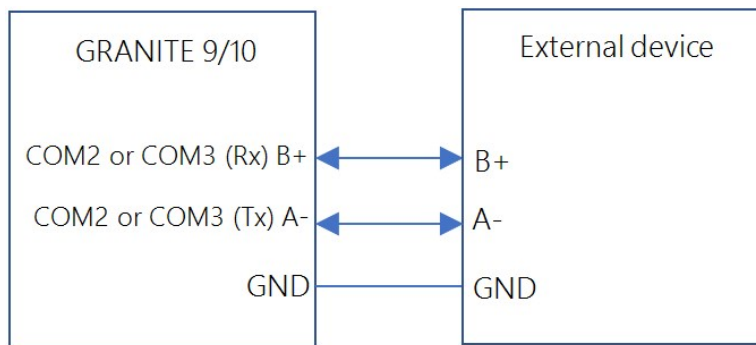 GRANITE 9/10
External device
COM2 or COM3 (Rx) B+
B+
COM2 or COM3 (Tx) A-
A-
GND
GND